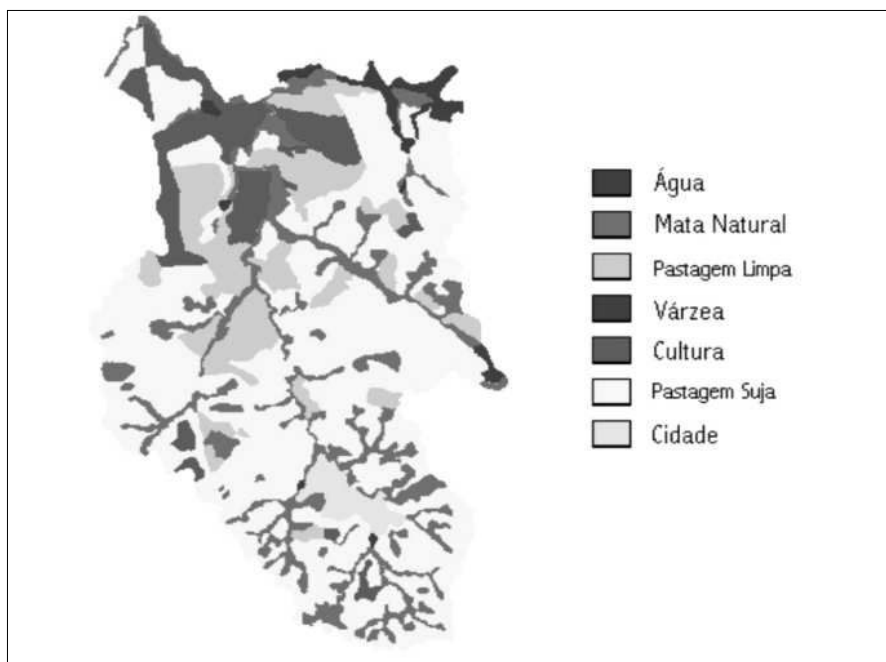 Água
Mata Natural
Pastagem Limpa
Várzea
Cultura
Pastagem Suja
Cidade